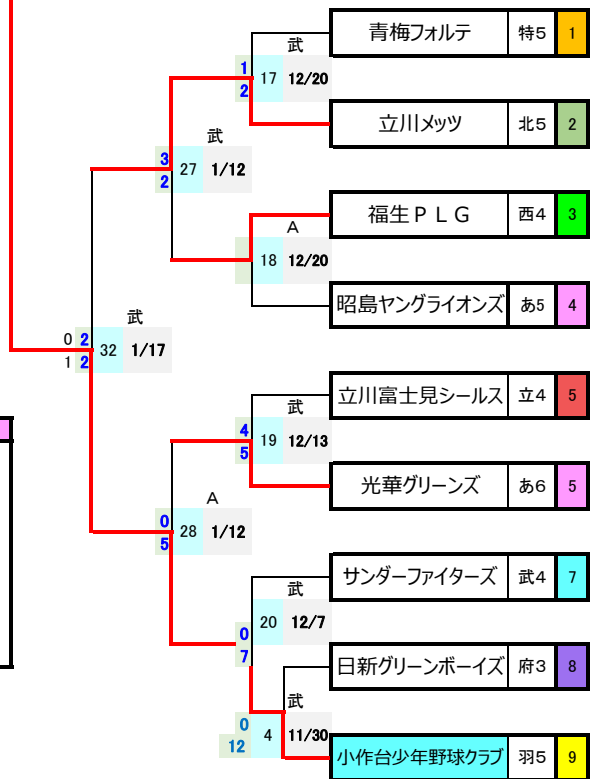 青梅フォルテ 特5 1
武
1
2 17 12/20
立川メッツ 北5 2
武
3
2 27 1/12
福生ＰＬＧ 西4 3
A
18 12/20
昭島ヤングライオンズ あ5 4
武
0 2
1 2 32 1/17
立川富士見シールス 立4 5
武
4
5 19 12/13
光華グリーンズ あ6 5
A
0
5 28 1/12
サンダーファイターズ 武4 7
武
0
7 20 12/7
日新グリーンボーイズ 府3 8
武
0
12 4 11/30
小作台少年野球クラブ 羽5 9